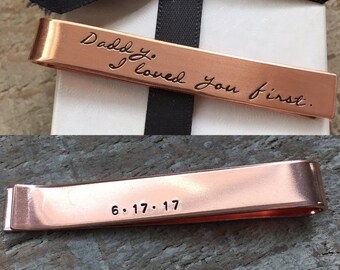 Daddy,
I loved you first.
6·17·17